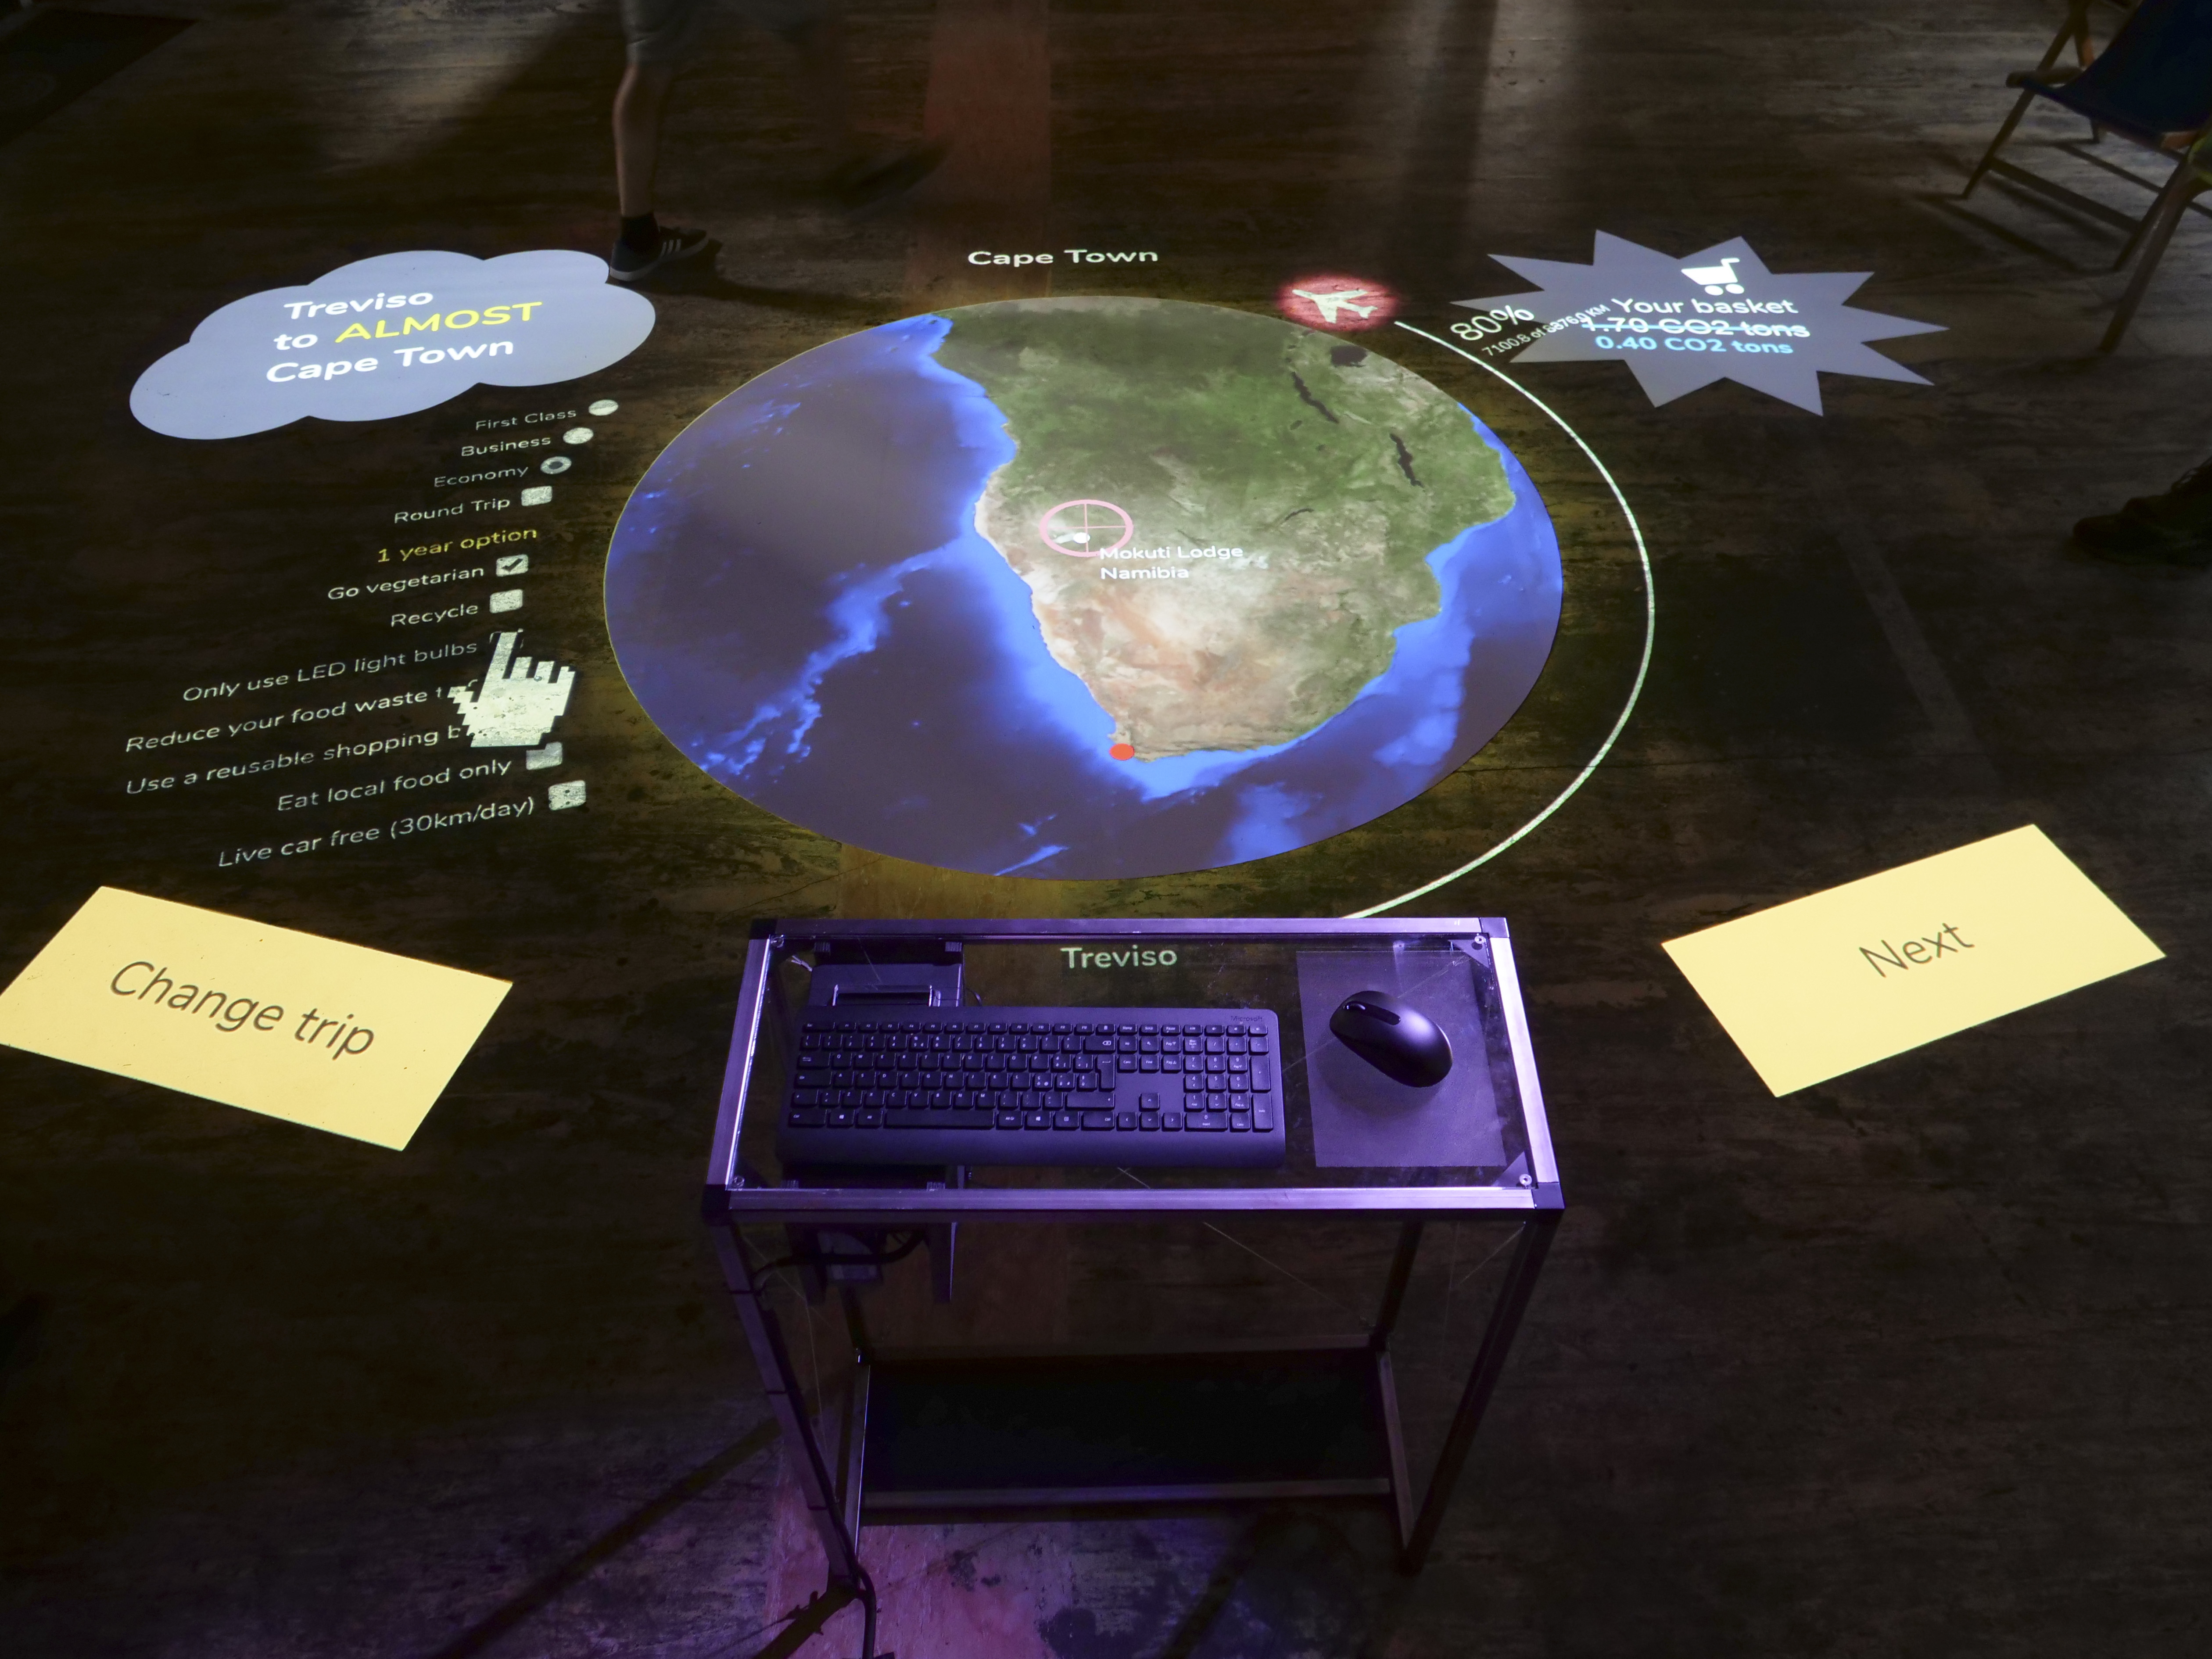 Cape Town
Treviso
to ALMOST
Cape Town
80%
Your basket
1.70 CO2 tons
0.40 CO2 tons
First Class
Business
Economy
Round Trip
1 year option
Go vegetarian
Recycle
Only use LED light bulbs
Reduce your food waste
Use a reusable shopping
Eat local food only
Live car free (30km/day)
Mokuti Lodge
Namibia
Change trip
Next
Treviso
Microsoft